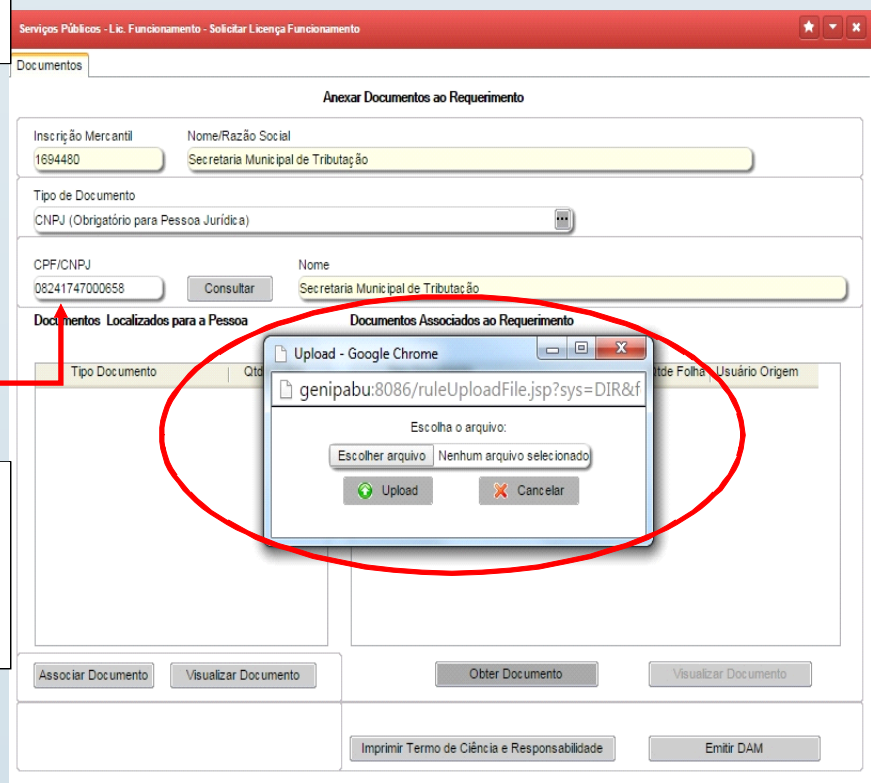 Serviços Públicos - Lic. Funcionamento - Solicitar Licença Funcionamento
Documentos
Anexar Documentos ao Requerimento
Inscrição Mercantil Nome/Razão Social
1694480 Secretaria Municipal de Tributação
Tipo de Documento
CNPJ (Obrigatório para Pessoa Jurídica)
CPF/CNPJ Nome
08241747000658 Consultar Secretaria Municipal de Tributação
Documentos Localizados para a Pessoa Documentos Associados ao Requerimento
Tipo Documento Folha Usuário Origem
Upload - Google Chrome
genipabu:8086/ruleUploadFile.jsp?sys=DIR&f
Escolha o arquivo:
Escolher arquivo Nenhum arquivo selecionado
Upload Cancelar
Associar Documento Visualizar Documento Obter Documento Visualizar Documento
Imprimir Termo de Ciência e Responsabilidade Emitir DAM